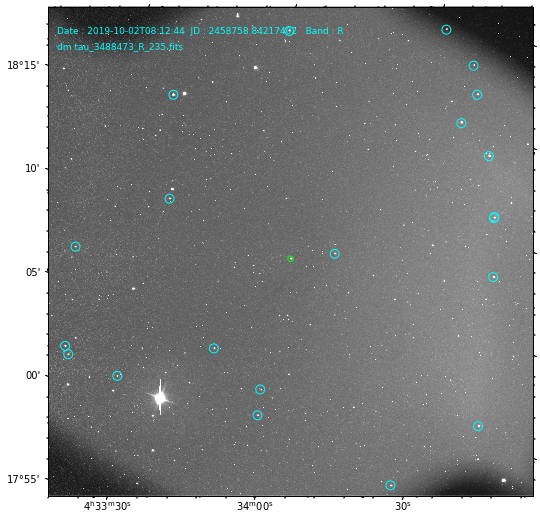 Date : 2019-10-02T08:12:44 JD : 2458758.84217497 Band : R
dm tau_3488473_R_235.fits
18°15'
10'
05'
00'
17°55'
4ʰ33ᵐ30ˢ 34ᵐ00ˢ 30ˢ